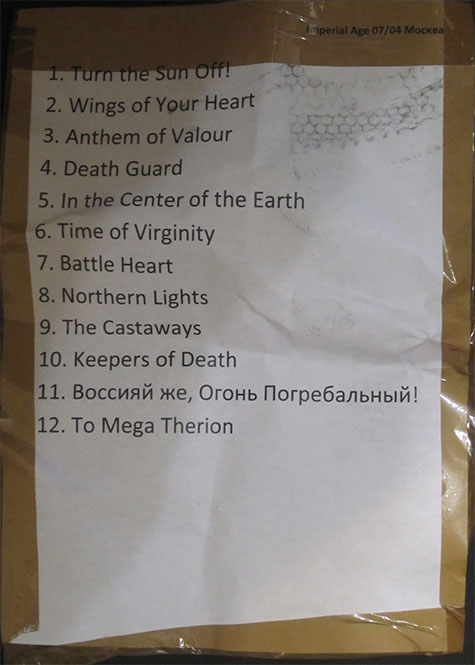 Imperial Age 07/04 Москва
1. Turn the Sun Off!
2. Wings of Your Heart
3. Anthem of Valour
4. Death Guard
5. In the Center of the Earth
6. Time of Virginity
7. Battle Heart
8. Northern Lights
9. The Castaways
10. Keepers of Death
11. Воссияй же, Огонь Погребальный!
12. To Mega Therion